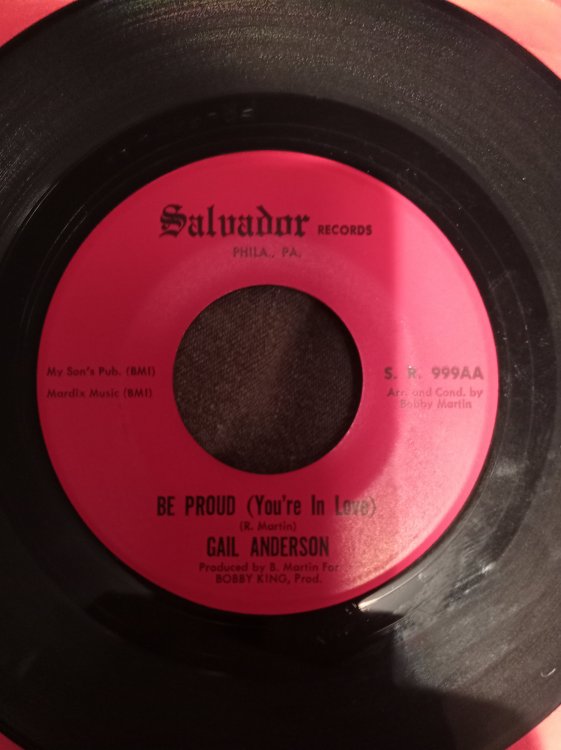 Salvador RECORDS
PHILA., PA.
My Son's Pub. (BMI)
Mardix Music (BMI)
S. R. 999AA
Arr. and Cond. by
Bobby Martin
BE PROUD (You're In Love)
(R. Martin)
GAIL ANDERSON
Produced by B. Martin For
BOBBY KING, Prod.